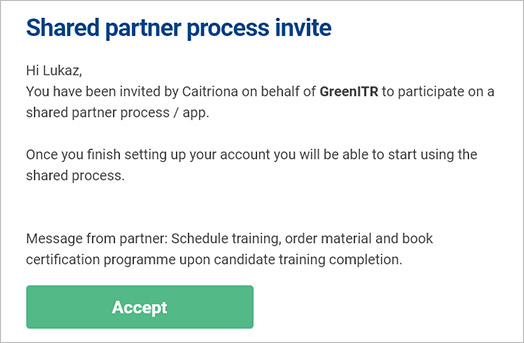 Shared partner process invite
Hi Lukaz,
You have been invited by Caitriona on behalf of GreenITR to participate on a
shared partner process / app.
Once you finish setting up your account you will be able to start using the
shared process.
Message from partner: Schedule training, order material and book
certification programme upon candidate training completion.
Accept